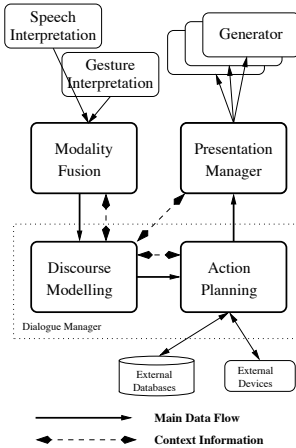 Speech
Interpretation
Gesture
Interpretation
Generator
Modality
Fusion
Presentation
Manager
Discourse
Modelling
Action
Planning
Dialogue Manager
External
Databases
External
Devices
Main Data Flow
Context Information